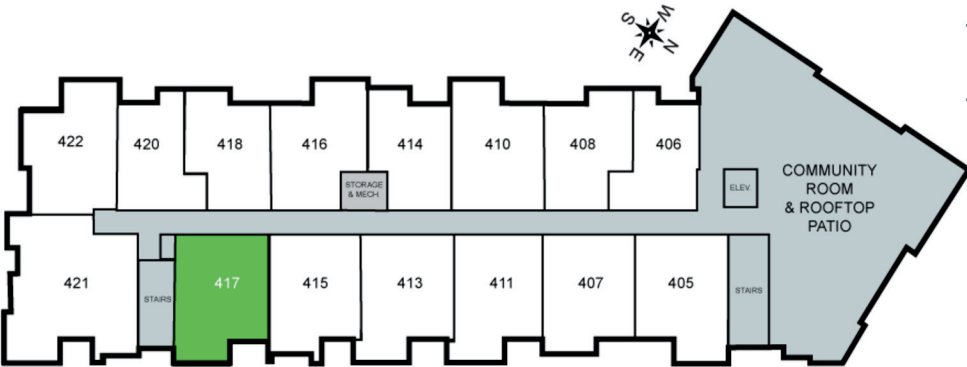 W
S
N
E
422
420
418
416
414
410
408
406
STORAGE
& MECH.
ELEV.
COMMUNITY
ROOM
& ROOFTOP
PATIO
421
STAIRS
417
415
413
411
407
405
STAIRS